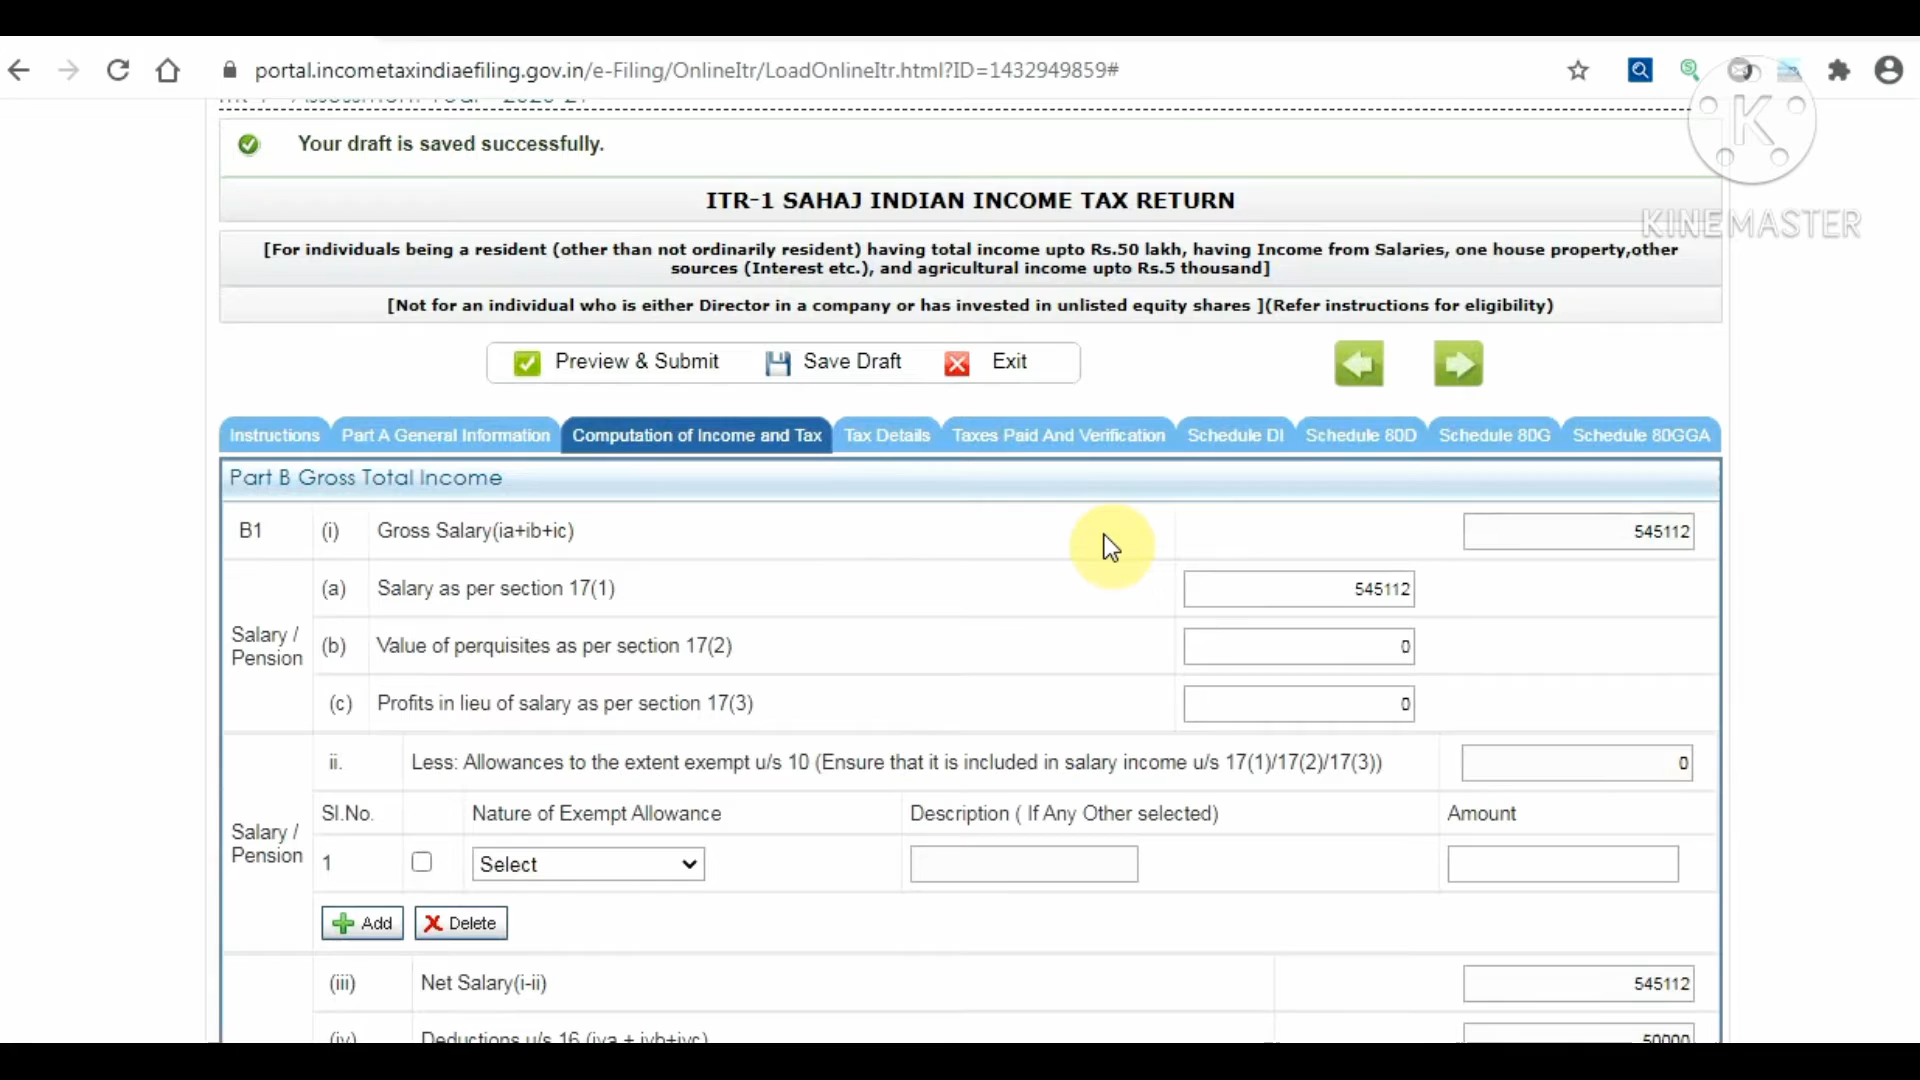 portal.incometaxindiaefiling.gov.in/e-Filing/OnlineItr/LoadOnlineItr.html?ID=1432949859#
Your draft is saved successfully.
K
KINEMASTER
ITR-1 SAHAJ INDIAN INCOME TAX RETURN
[For individuals being a resident (other than not ordinarily resident) having total income upto Rs.50 lakh, having Income from Salaries, one house property,other
sources (Interest etc.), and agricultural income upto Rs.5 thousand]
[Not for an individual who is either Director in a company or has invested in unlisted equity shares ](Refer instructions for eligibility)
Preview & Submit Save Draft Exit
Instructions Part A General Information Computation of Income and Tax Tax Details Taxes Paid And Verification Schedule DI Schedule 80D Schedule 80G Schedule 80GGA
Part B Gross Total Income
B1 (i) Gross Salary(ia+ib+ic) 545112
(a) Salary as per section 17(1) 545112
Salary /
Pension
(b) Value of perquisites as per section 17(2) 0
(c) Profits in lieu of salary as per section 17(3) 0
ii. Less: Allowances to the extent exempt u/s 10 (Ensure that it is included in salary income u/s 17(1)/17(2)/17(3)) 0
Sl.No. Nature of Exempt Allowance Description ( If Any Other selected) Amount
Salary /
Pension
1 Select
Add Delete
(iii) Net Salary(i-ii) 545112
(iv) Deductions u/s 16 (iva + ivb+ivc) 50000